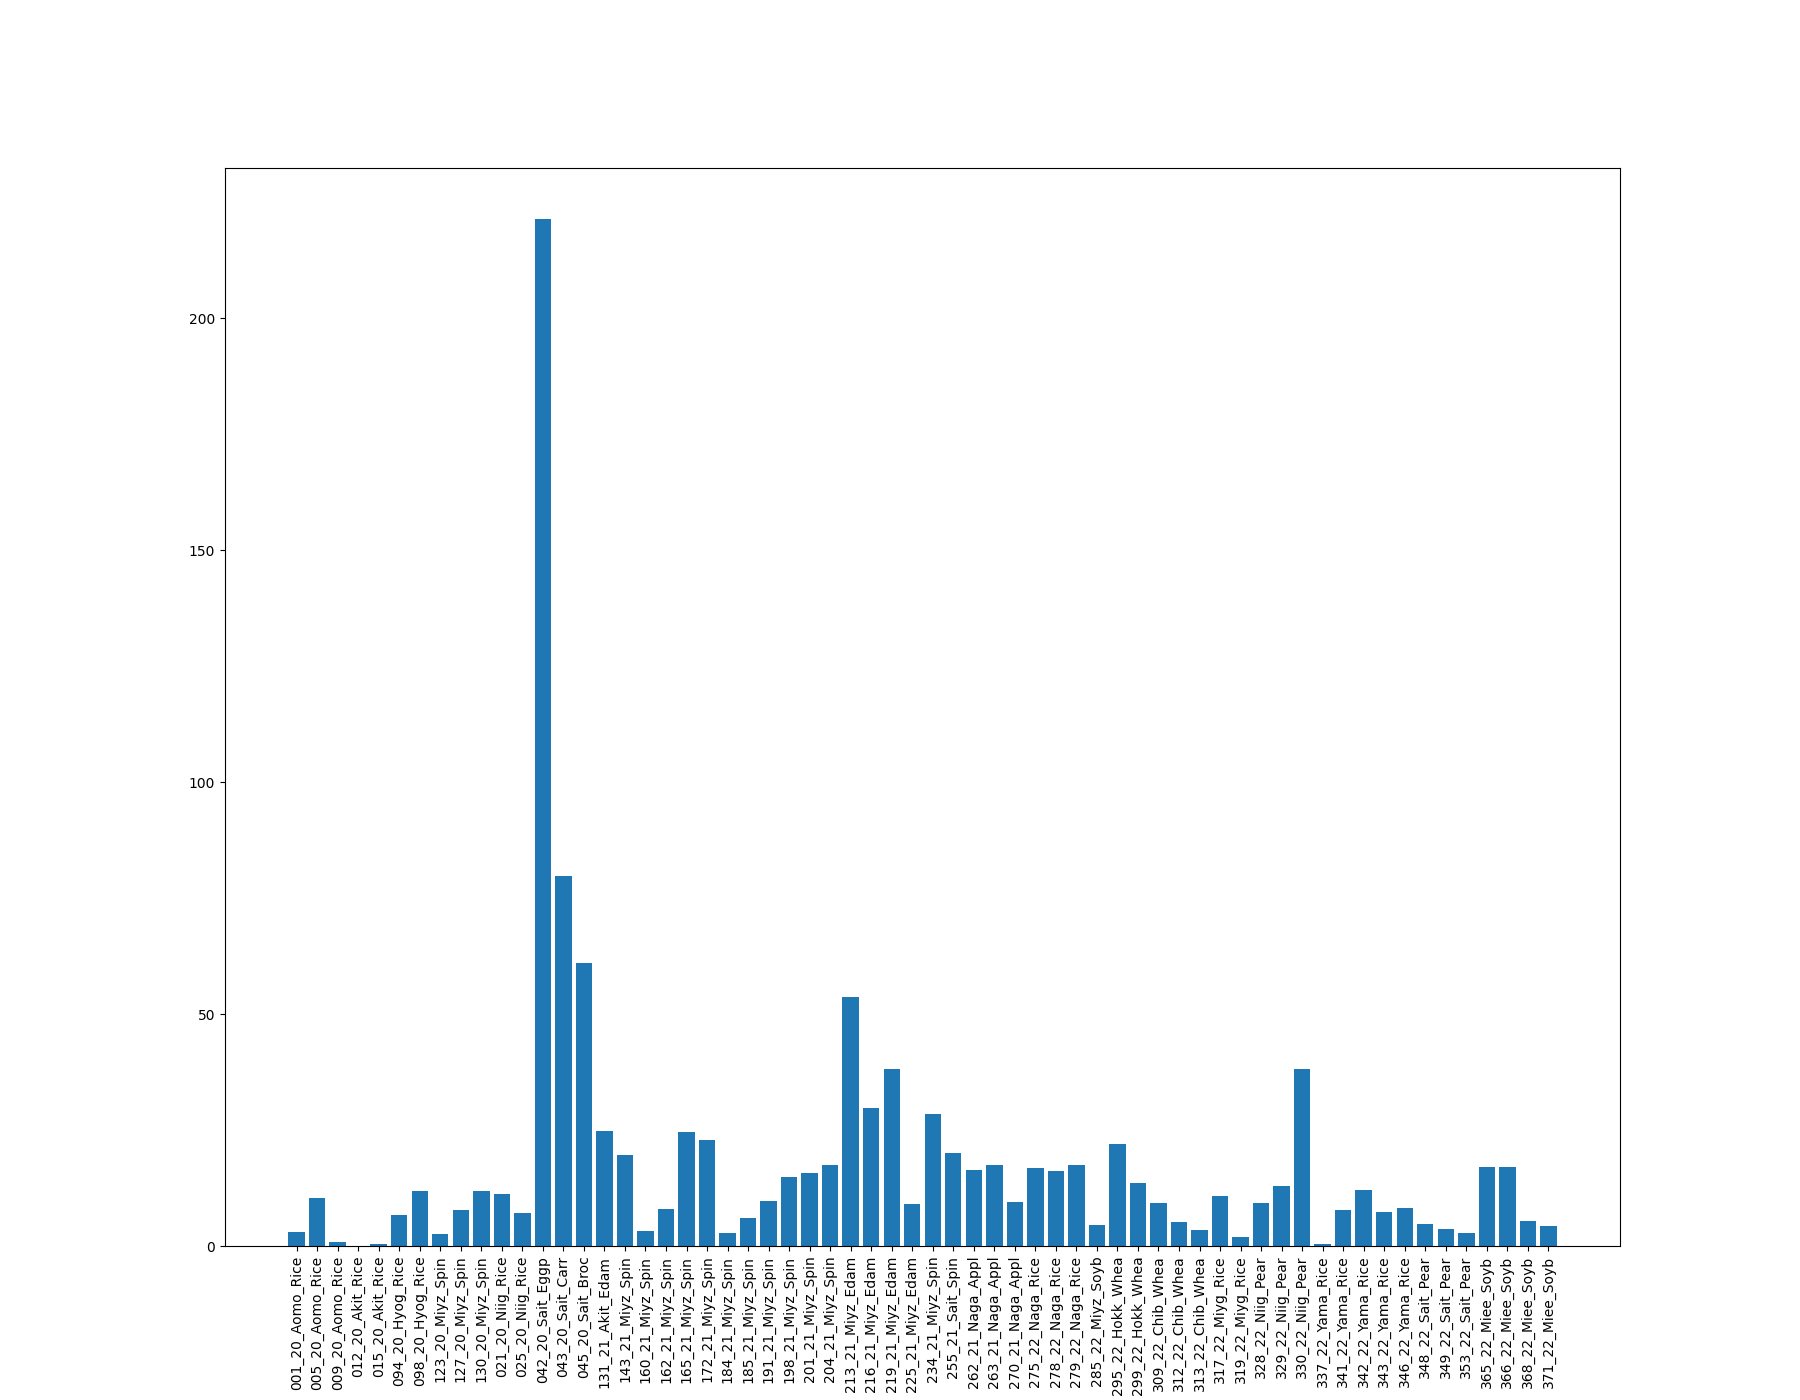 200
150
100
50
0
001_20_Aomo_Rice
005_20_Aomo_Rice
009_20_Aomo_Rice
012_20_Akit_Rice
015_20_Akit_Rice
094_20_Hyog_Rice
098_20_Hyog_Rice
123_20_Miyz_Spin
127_20_Miyz_Spin
130_20_Miyz_Spin
021_20_Niig_Rice
025_20_Niig_Rice
042_20_Sait_Eggp
043_20_Sait_Carr
045_20_Sait_Broc
131_21_Akit_Edam
143_21_Miyz_Spin
160_21_Miyz_Spin
162_21_Miyz_Spin
165_21_Miyz_Spin
172_21_Miyz_Spin
184_21_Miyz_Spin
185_21_Miyz_Spin
191_21_Miyz_Spin
198_21_Miyz_Spin
201_21_Miyz_Spin
204_21_Miyz_Spin
213_21_Miyz_Edam
216_21_Miyz_Edam
219_21_Miyz_Edam
225_21_Miyz_Edam
234_21_Miyz_Spin
255_21_Sait_Spin
262_21_Naga_Appl
263_21_Naga_Appl
270_21_Naga_Appl
275_22_Naga_Rice
278_22_Naga_Rice
279_22_Naga_Rice
285_22_Miyz_Soyb
295_22_Hokk_Whea
299_22_Hokk_Whea
309_22_Chib_Whea
312_22_Chib_Whea
313_22_Chib_Whea
317_22_Miyg_Rice
319_22_Miyg_Rice
328_22_Niig_Pear
329_22_Niig_Pear
330_22_Niig_Pear
337_22_Yama_Rice
341_22_Yama_Rice
342_22_Yama_Rice
343_22_Yama_Rice
346_22_Yama_Rice
348_22_Sait_Pear
349_22_Sait_Pear
353_22_Sait_Pear
365_22_Miee_Soyb
366_22_Miee_Soyb
368_22_Miee_Soyb
371_22_Miee_Soyb